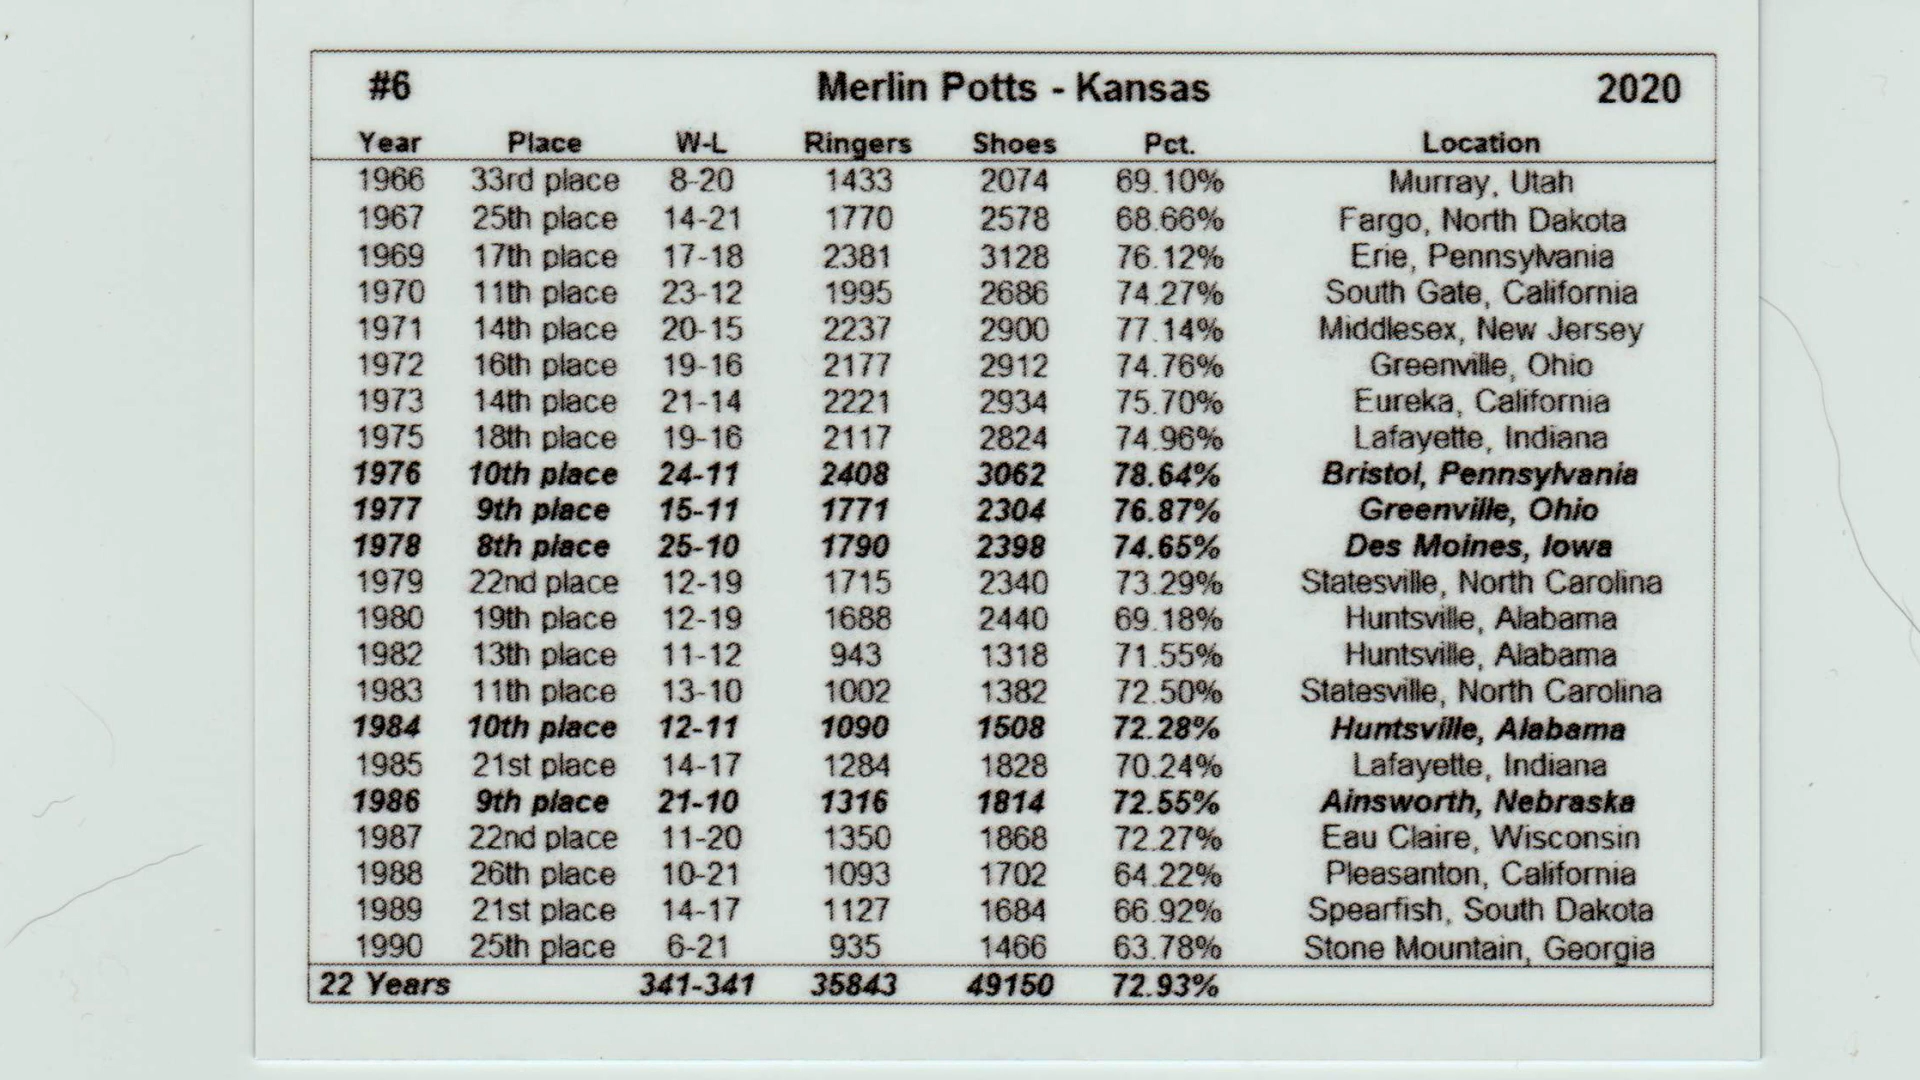 #6 Merlin Potts - Kansas 2020
Year Place W-L Ringers Shoes Pct. Location
1966 33rd place 8-20 1433 2074 69.10% Murray, Utah
1967 25th place 14-21 1770 2578 68.66% Fargo, North Dakota
1969 17th place 17-18 2381 3128 76.12% Erie, Pennsylvania
1970 11th place 23-12 1995 2686 74.27% South Gate, California
1971 14th place 20-15 2237 2900 77.14% Middlesex, New Jersey
1972 16th place 19-16 2177 2912 74.76% Greenville, Ohio
1973 14th place 21-14 2221 2934 75.70% Eureka, California
1975 18th place 19-16 2117 2824 74.96% Lafayette, Indiana
1976 10th place 24-11 2408 3062 78.64% Bristol, Pennsylvania
1977 9th place 15-11 1771 2304 76.87% Greenville, Ohio
1978 8th place 25-10 1790 2398 74.65% Des Moines, Iowa
1979 22nd place 12-19 1715 2340 73.29% Statesville, North Carolina
1980 19th place 12-19 1688 2440 69.18% Huntsville, Alabama
1982 13th place 11-12 943 1318 71.55% Huntsville, Alabama
1983 11th place 13-10 1002 1382 72.50% Statesville, North Carolina
1984 10th place 12-11 1090 1508 72.28% Huntsville, Alabama
1985 21st place 14-17 1284 1828 70.24% Lafayette, Indiana
1986 9th place 21-10 1316 1814 72.55% Ainsworth, Nebraska
1987 22nd place 11-20 1350 1868 72.27% Eau Claire, Wisconsin
1988 26th place 10-21 1093 1702 64.22% Pleasanton, California
1989 21st place 14-17 1127 1684 66.92% Spearfish, South Dakota
1990 25th place 6-21 935 1466 63.78% Stone Mountain, Georgia
22 Years 341-341 35843 49150 72.93%